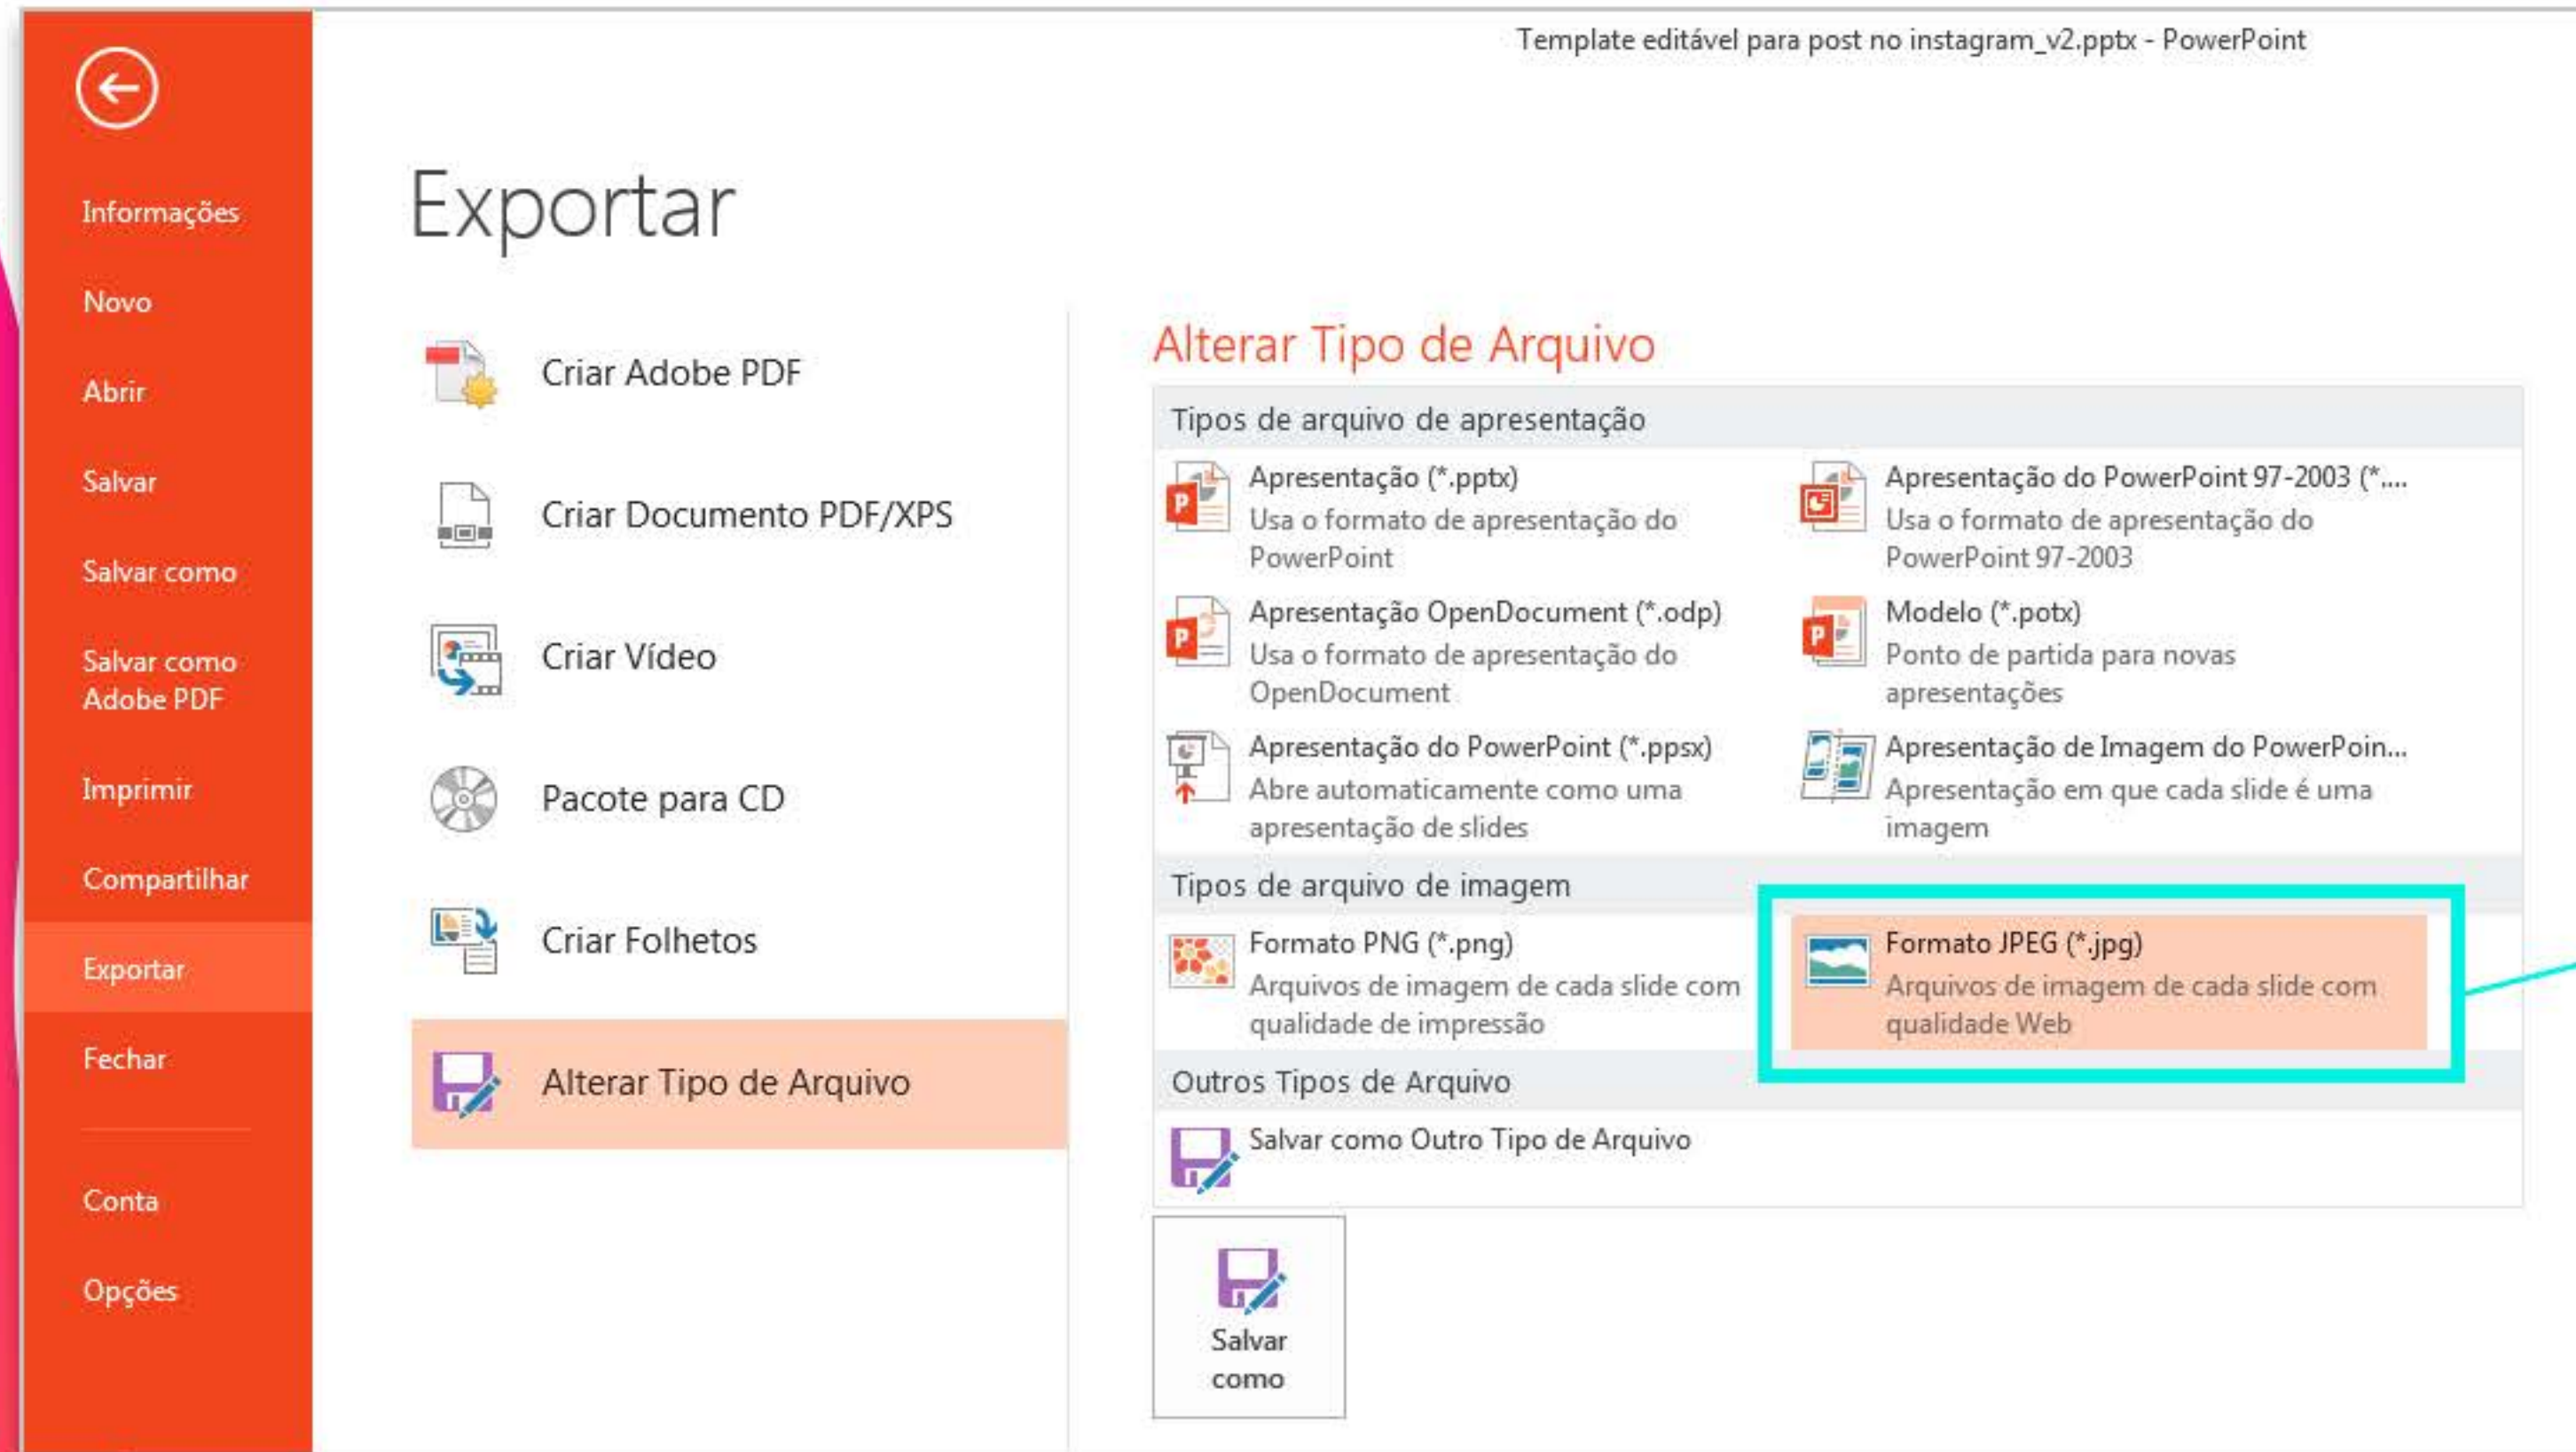 Template editável para post no instagram_v2.pptx - PowerPoint
Informações
Novo
Abrir
Salvar
Salvar como
Salvar como
Adobe PDF
Imprimir
Compartilhar
Exportar
Fechar
Conta
Opções
Exportar
Criar Adobe PDF
Criar Documento PDF/XPS
Criar Vídeo
Pacote para CD
Criar Folhetos
Alterar Tipo de Arquivo
Alterar Tipo de Arquivo
Tipos de arquivo de apresentação
Apresentação (*.pptx)
Usa o formato de apresentação do
PowerPoint
Apresentação do PowerPoint 97-2003 (*....
Usa o formato de apresentação do
PowerPoint 97-2003
Apresentação OpenDocument (*.odp)
Usa o formato de apresentação do
OpenDocument
Modelo (*.potx)
Ponto de partida para novas
apresentações
Apresentação do PowerPoint (*.ppsx)
Abre automaticamente como uma
apresentação de slides
Apresentação de Imagem do PowerPoin...
Apresentação em que cada slide é uma
imagem
Tipos de arquivo de imagem
Formato PNG (*.png)
Arquivos de imagem de cada slide com
qualidade de impressão
Formato JPEG (*.jpg)
Arquivos de imagem de cada slide com
qualidade Web
Outros Tipos de Arquivo
Salvar como Outro Tipo de Arquivo
Salvar
como